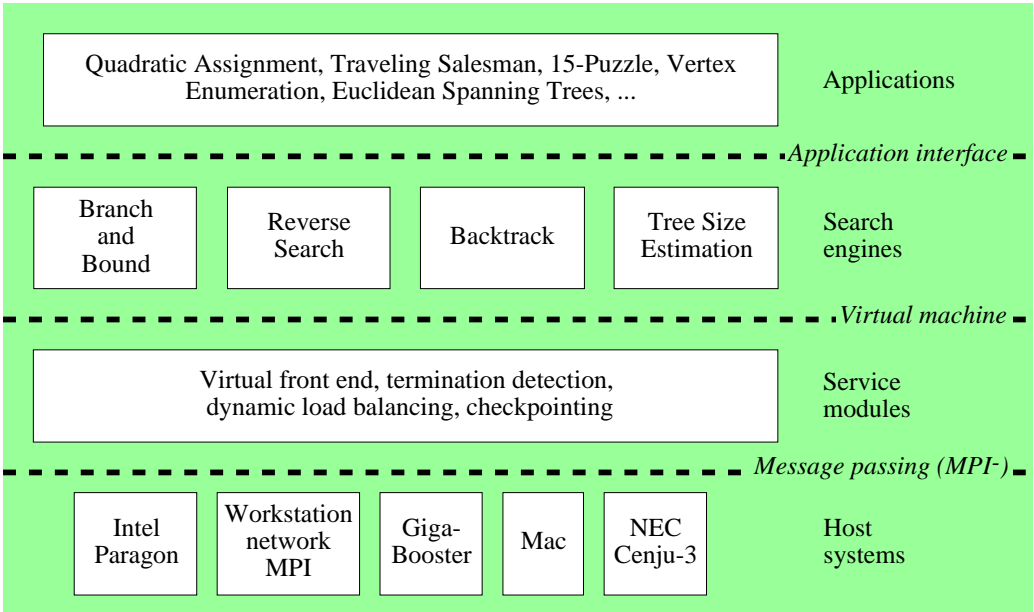 Quadratic Assignment, Traveling Salesman, 15-Puzzle, Vertex
Enumeration, Euclidean Spanning Trees, ...
Applications
Application interface
Branch
and
Bound
Reverse
Search
Backtrack
Tree Size
Estimation
Search
engines
Virtual machine
Virtual front end, termination detection,
dynamic load balancing, checkpointing
Service
modules
Message passing (MPI-)
Intel
Paragon
Workstation
network
MPI
Giga-
Booster
Mac
NEC
Cenju-3
Host
systems